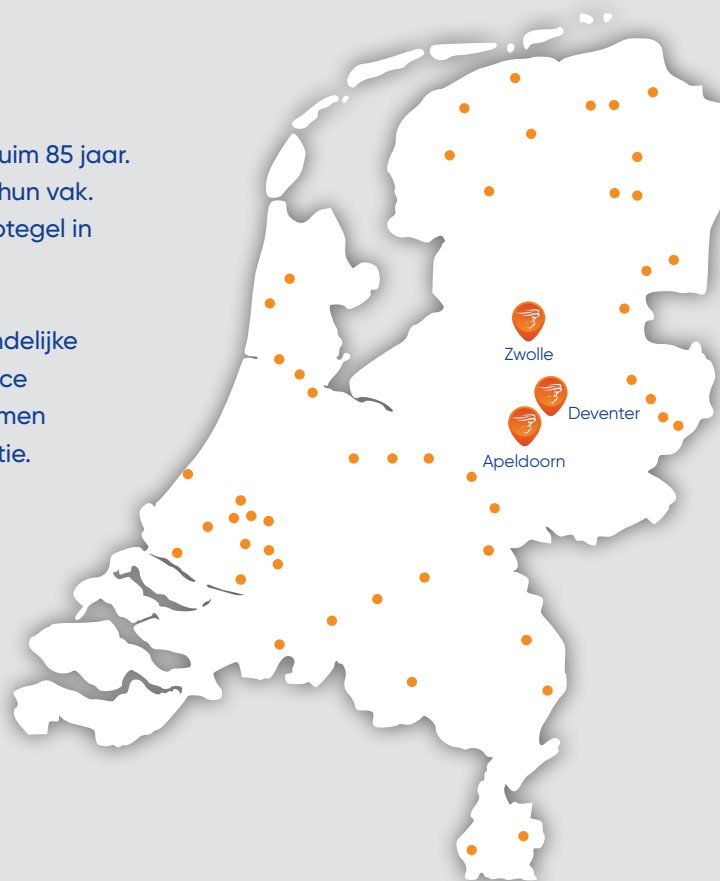 uim 85 jaar.
hun vak.
otegel in
ndelijke
ce
men
tie.
Zwolle
Deventer
Apeldoorn